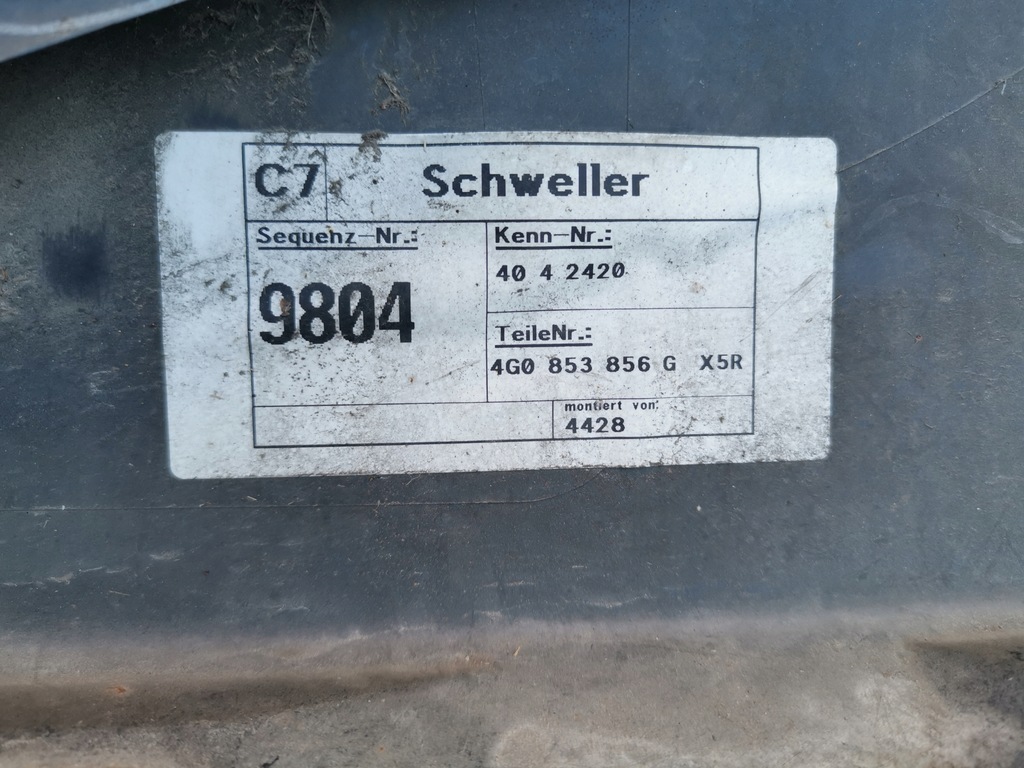 C7 Schweller
Sequenz-Nr.:
9804
Kenn-Nr.:
40 4 2420
TeileNr.:
4G0 853 856 G X5R
montiert von:
4428